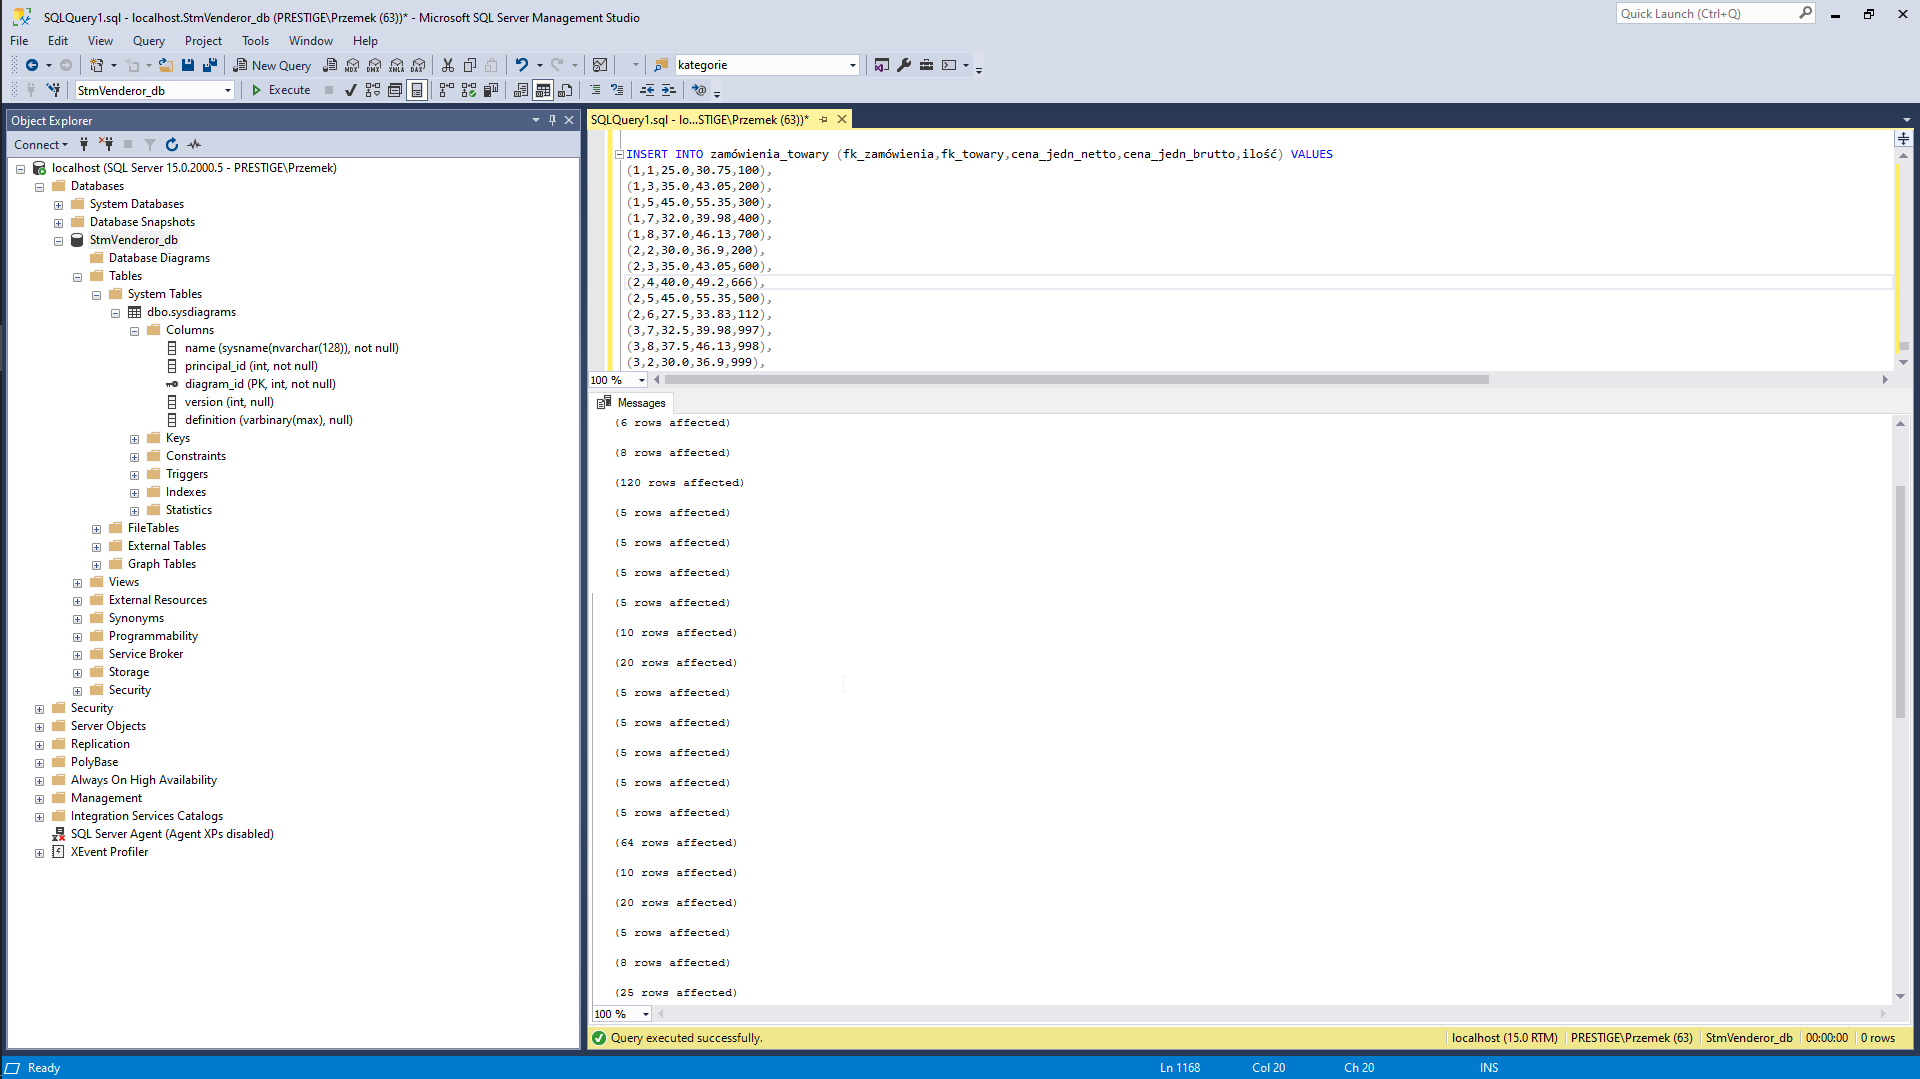 SQLQuery1.sql - localhost.StmVenderor_db (PRESTIGE\Przemek (63))* - Microsoft SQL Server Management Studio
Quick Launch (Ctrl+Q)
File Edit View Query Project Tools Window Help
New Query
MDX DMX XMLA DAX
kategorie
StmVenderor_db
Execute
Object Explorer
Connect
localhost (SQL Server 15.0.2000.5 - PRESTIGE\Przemek)
Databases
System Databases
Database Snapshots
StmVenderor_db
Database Diagrams
Tables
System Tables
dbo.sysdiagrams
Columns
name (sysname(nvarchar(128)), not null)
principal_id (int, not null)
diagram_id (PK, int, not null)
version (int, null)
definition (varbinary(max), null)
Keys
Constraints
Triggers
Indexes
Statistics
FileTables
External Tables
Graph Tables
Views
External Resources
Synonyms
Programmability
Service Broker
Storage
Security
Security
Server Objects
Replication
PolyBase
Always On High Availability
Management
Integration Services Catalogs
SQL Server Agent (Agent XPs disabled)
XEvent Profiler
SQLQuery1.sql - lo...STIGE\Przemek (63))*
INSERT INTO zamówienia_towary (fk_zamówienia,fk_towary,cena_jedn_netto,cena_jedn_brutto,ilość) VALUES
(1,1,25.0,30.75,100),
(1,3,35.0,43.05,200),
(1,5,45.0,55.35,300),
(1,7,32.0,39.98,400),
(1,8,37.0,46.13,700),
(2,2,30.0,36.9,200),
(2,3,35.0,43.05,600),
(2,4,40.0,49.2,666),
(2,5,45.0,55.35,500),
(2,6,27.5,33.83,112),
(3,7,32.5,39.98,997),
(3,8,37.5,46.13,998),
(3,2,30.0,36.9,999),
100 %
Messages
(6 rows affected)
(8 rows affected)
(120 rows affected)
(5 rows affected)
(5 rows affected)
(5 rows affected)
(5 rows affected)
(10 rows affected)
(20 rows affected)
(5 rows affected)
(5 rows affected)
(5 rows affected)
(5 rows affected)
(5 rows affected)
(64 rows affected)
(10 rows affected)
(20 rows affected)
(5 rows affected)
(8 rows affected)
(25 rows affected)
100 %
Query executed successfully.
localhost (15.0 RTM) PRESTIGE\Przemek (63) StmVenderor_db 00:00:00 0 rows
Ready
Ln 1168 Col 20 Ch 20 INS